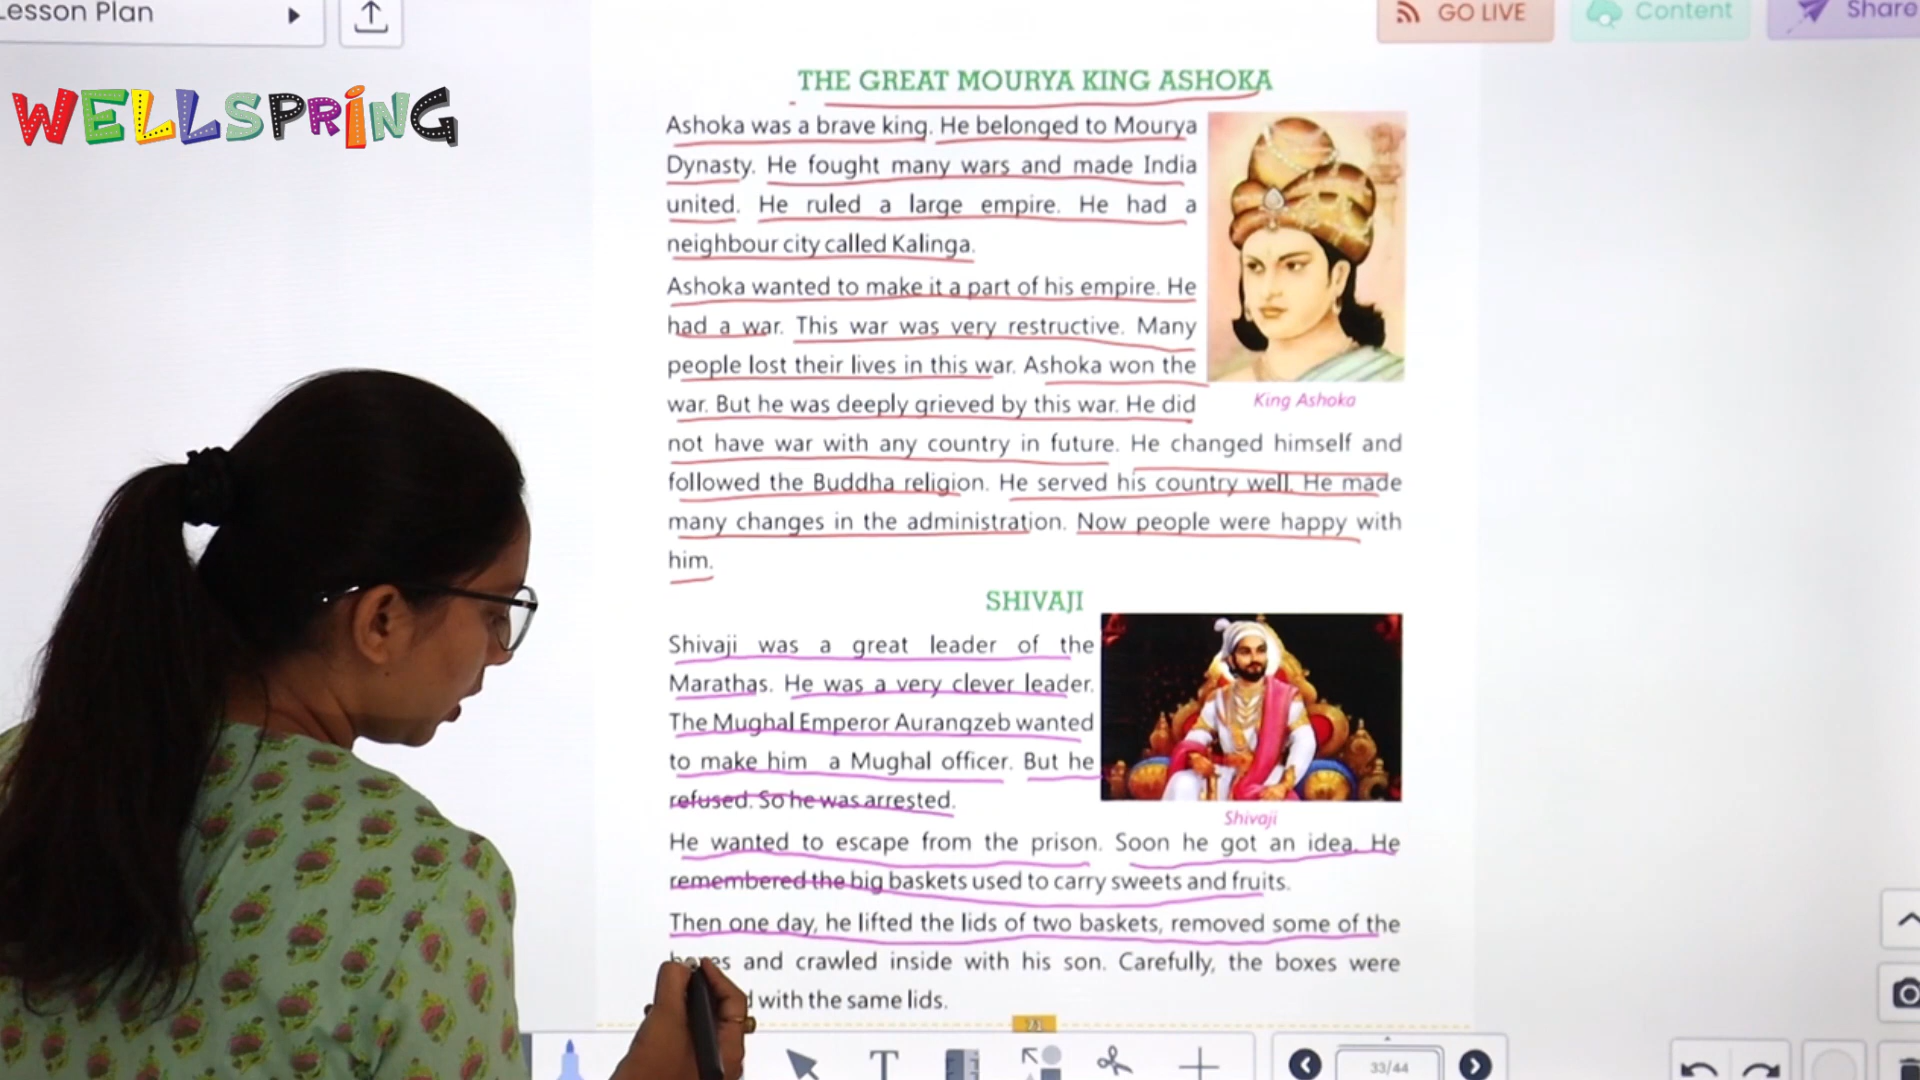 Lesson Plan
GO LIVE
Content
Share
WELLSPRING
THE GREAT MOURYA KING ASHOKA
Ashoka was a brave king. He belonged to Mourya
Dynasty. He fought many wars and made India
united. He ruled a large empire. He had a
neighbour city called Kalinga.
Ashoka wanted to make it a part of his empire. He
had a war. This war was very restructive. Many
people lost their lives in this war. Ashoka won the
war. But he was deeply grieved by this war. He did
not have war with any country in future. He changed himself and
followed the Buddha religion. He served his country well. He made
many changes in the administration. Now people were happy with
him.
King Ashoka
SHIVAJI
Shivaji was a great leader of the
Marathas. He was a very clever leader.
The Mughal Emperor Aurangzeb wanted
to make him a Mughal officer. But he
refused. So he was arrested.
Shivaji
He wanted to escape from the prison. Soon he got an idea. He
remembered the big baskets used to carry sweets and fruits.
Then one day, he lifted the lids of two baskets, removed some of the
boxes and crawled inside with his son. Carefully, the boxes were
with the same lids.
71
T
33/44